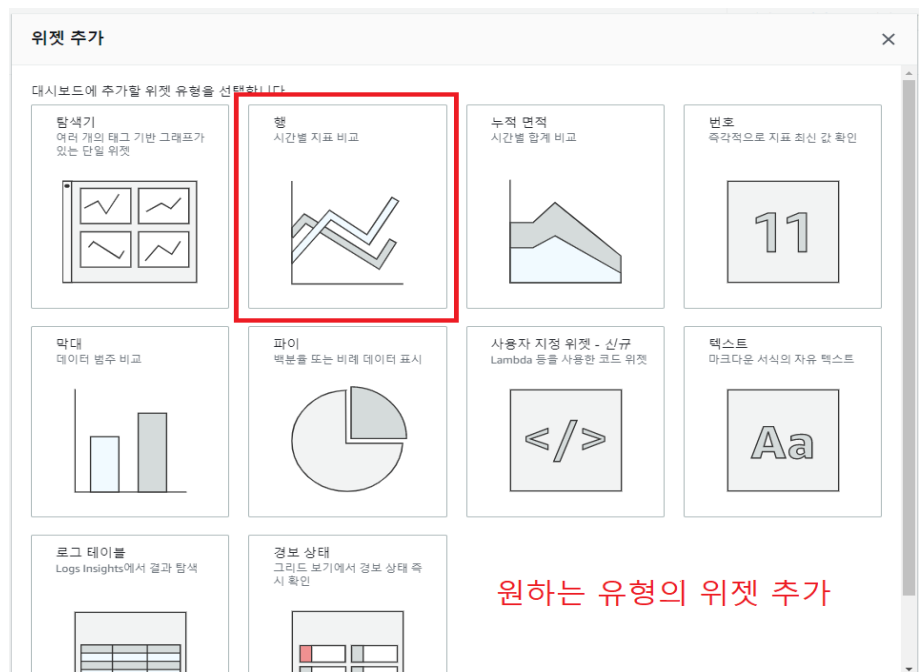 위젯 추가
대시보드에 추가할 위젯 유형을 선택합니다
탐색기
여러 개의 태그 기반 그래프가
있는 단일 위젯
행
시간별 지표 비교
누적 면적
시간별 합계 비교
번호
즉각적으로 지표 최신 값 확인
11
막대
데이터 범주 비교
파이
백분율 또는 비례 데이터 표시
사용자 지정 위젯 - 신규
Lambda 등을 사용한 코드 위젯
</>
텍스트
마크다운 서식의 자유 텍스트
Aa
로그 테이블
Logs Insights에서 결과 탐색
경보 상태
그리드 보기에서 경보 상태 즉
시 확인
원하는 유형의 위젯 추가